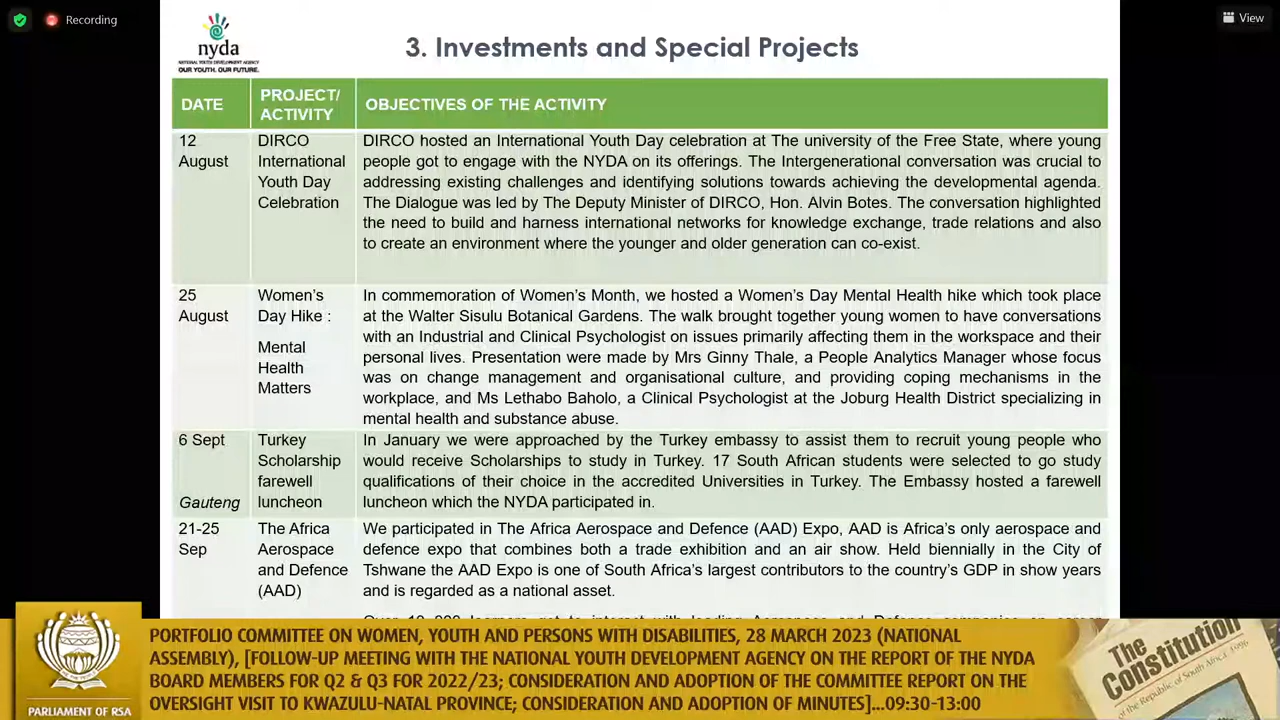 Recording
View
nyda
NATIONAL YOUTH DEVELOPMENT AGENCY
OUR YOUTH. OUR FUTURE.
3. Investments and Special Projects
DATE
PROJECT/
ACTIVITY
OBJECTIVES OF THE ACTIVITY
12
August
DIRCO
International
Youth Day
Celebration
DIRCO hosted an International Youth Day celebration at The university of the Free State, where young
people got to engage with the NYDA on its offerings. The Intergenerational conversation was crucial to
addressing existing challenges and identifying solutions towards achieving the developmental agenda.
The Dialogue was led by The Deputy Minister of DIRCO, Hon. Alvin Botes. The conversation highlighted
the need to build and harness international networks for knowledge exchange, trade relations and also
to create an environment where the younger and older generation can co-exist.
25
August
Women's
Day Hike :
Mental
Health
Matters
In commemoration of Women's Month, we hosted a Women's Day Mental Health hike which took place
at the Walter Sisulu Botanical Gardens. The walk brought together young women to have conversations
with an Industrial and Clinical Psychologist on issues primarily affecting them in the workspace and their
personal lives. Presentation were made by Mrs Ginny Thale, a People Analytics Manager whose focus
was on change management and organisational culture, and providing coping mechanisms in the
workplace, and Ms Lethabo Baholo, a Clinical Psychologist at the Joburg Health District specializing in
mental health and substance abuse.
6 Sept
Gauteng
Turkey
Scholarship
farewell
luncheon
In January we were approached by the Turkey embassy to assist them to recruit young people who
would receive Scholarships to study in Turkey. 17 South African students were selected to go study
qualifications of their choice in the accredited Universities in Turkey. The Embassy hosted a farewell
luncheon which the NYDA participated in.
21-25
Sep
The Africa
Aerospace
and Defence
(AAD)
We participated in The Africa Aerospace and Defence (AAD) Expo, AAD is Africa's only aerospace and
defence expo that combines both a trade exhibition and an air show. Held biennially in the City of
Tshwane the AAD Expo is one of South Africa's largest contributors to the country's GDP in show years
and is regarded as a national asset.
PARLIAMENT OF RSA
PORTFOLIO COMMITTEE ON WOMEN, YOUTH AND PERSONS WITH DISABILITIES, 28 MARCH 2023 (NATIONAL
ASSEMBLY), [FOLLOW-UP MEETING WITH THE NATIONAL YOUTH DEVELOPMENT AGENCY ON THE REPORT OF THE NYDA
BOARD MEMBERS FOR Q2 & Q3 FOR 2022/23; CONSIDERATION AND ADOPTION OF THE COMMITTEE REPORT ON THE
OVERSIGHT VISIT TO KWAZULU-NATAL PROVINCE; CONSIDERATION AND ADOPTION OF MINUTES]...09:30-13:00
The
Constitution
of the Republic of South Africa, 1996